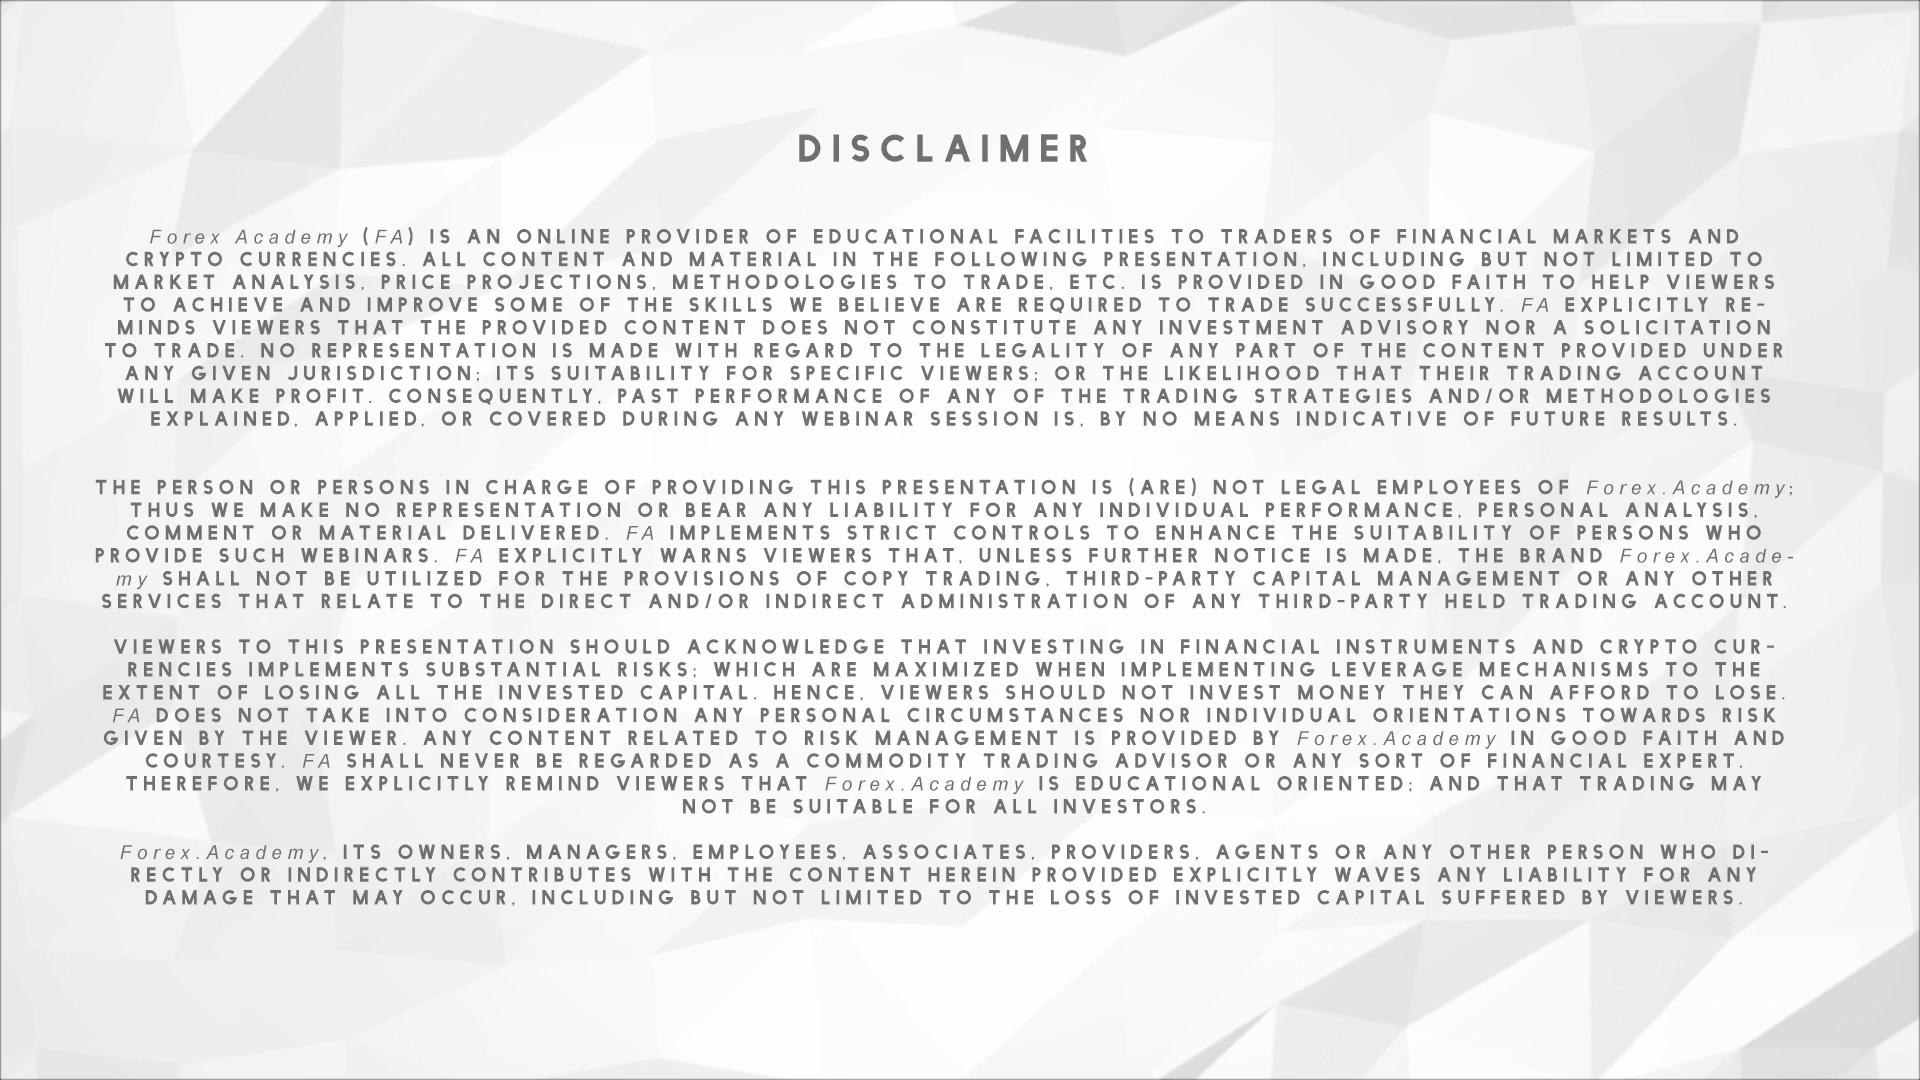 DISCLAIMER
Forex Academy (FA) IS AN ONLINE PROVIDER OF EDUCATIONAL FACILITIES TO TRADERS OF FINANCIAL MARKETS AND
CRYPTO CURRENCIES. ALL CONTENT AND MATERIAL IN THE FOLLOWING PRESENTATION, INCLUDING BUT NOT LIMITED TO
MARKET ANALYSIS, PRICE PROJECTIONS, METHODOLOGIES TO TRADE, ETC. IS PROVIDED IN GOOD FAITH TO HELP VIEWERS
TO ACHIEVE AND IMPROVE SOME OF THE SKILLS WE BELIEVE ARE REQUIRED TO TRADE SUCCESSFULLY. FA EXPLICITLY RE-
MINDS VIEWERS THAT THE PROVIDED CONTENT DOES NOT CONSTITUTE ANY INVESTMENT ADVISORY NOR A SOLICITATION
TO TRADE. NO REPRESENTATION IS MADE WITH REGARD TO THE LEGALITY OF ANY PART OF THE CONTENT PROVIDED UNDER
ANY GIVEN JURISDICTION; ITS SUITABILITY FOR SPECIFIC VIEWERS; OR THE LIKELIHOOD THAT THEIR TRADING ACCOUNT
WILL MAKE PROFIT. CONSEQUENTLY, PAST PERFORMANCE OF ANY OF THE TRADING STRATEGIES AND/OR METHODOLOGIES
EXPLAINED, APPLIED, OR COVERED DURING ANY WEBINAR SESSION IS, BY NO MEANS INDICATIVE OF FUTURE RESULTS.
THE PERSON OR PERSONS IN CHARGE OF PROVIDING THIS PRESENTATION IS (ARE) NOT LEGAL EMPLOYEES OF Forex.Academy;
THUS WE MAKE NO REPRESENTATION OR BEAR ANY LIABILITY FOR ANY INDIVIDUAL PERFORMANCE, PERSONAL ANALYSIS,
COMMENT OR MATERIAL DELIVERED. FA IMPLEMENTS STRICT CONTROLS TO ENHANCE THE SUITABILITY OF PERSONS WHO
PROVIDE SUCH WEBINARS. FA EXPLICITLY WARNS VIEWERS THAT, UNLESS FURTHER NOTICE IS MADE, THE BRAND Forex.Acade-
my SHALL NOT BE UTILIZED FOR THE PROVISIONS OF COPY TRADING, THIRD-PARTY CAPITAL MANAGEMENT OR ANY OTHER
SERVICES THAT RELATE TO THE DIRECT AND/OR INDIRECT ADMINISTRATION OF ANY THIRD-PARTY HELD TRADING ACCOUNT.
VIEWERS TO THIS PRESENTATION SHOULD ACKNOWLEDGE THAT INVESTING IN FINANCIAL INSTRUMENTS AND CRYPTO CUR-
RENCIES IMPLEMENTS SUBSTANTIAL RISKS; WHICH ARE MAXIMIZED WHEN IMPLEMENTING LEVERAGE MECHANISMS TO THE
EXTENT OF LOSING ALL THE INVESTED CAPITAL. HENCE, VIEWERS SHOULD NOT INVEST MONEY THEY CAN AFFORD TO LOSE.
FA DOES NOT TAKE INTO CONSIDERATION ANY PERSONAL CIRCUMSTANCES NOR INDIVIDUAL ORIENTATIONS TOWARDS RISK
GIVEN BY THE VIEWER. ANY CONTENT RELATED TO RISK MANAGEMENT IS PROVIDED BY Forex.Academy IN GOOD FAITH AND
COURTESY. FA SHALL NEVER BE REGARDED AS A COMMODITY TRADING ADVISOR OR ANY SORT OF FINANCIAL EXPERT.
THEREFORE, WE EXPLICITLY REMIND VIEWERS THAT Forex.Academy IS EDUCATIONAL ORIENTED; AND THAT TRADING MAY
NOT BE SUITABLE FOR ALL INVESTORS.
Forex.Academy, ITS OWNERS, MANAGERS, EMPLOYEES, ASSOCIATES, PROVIDERS, AGENTS OR ANY OTHER PERSON WHO DI-
RECTLY OR INDIRECTLY CONTRIBUTES WITH THE CONTENT HEREIN PROVIDED EXPLICITLY WAVES ANY LIABILITY FOR ANY
DAMAGE THAT MAY OCCUR, INCLUDING BUT NOT LIMITED TO THE LOSS OF INVESTED CAPITAL SUFFERED BY VIEWERS.